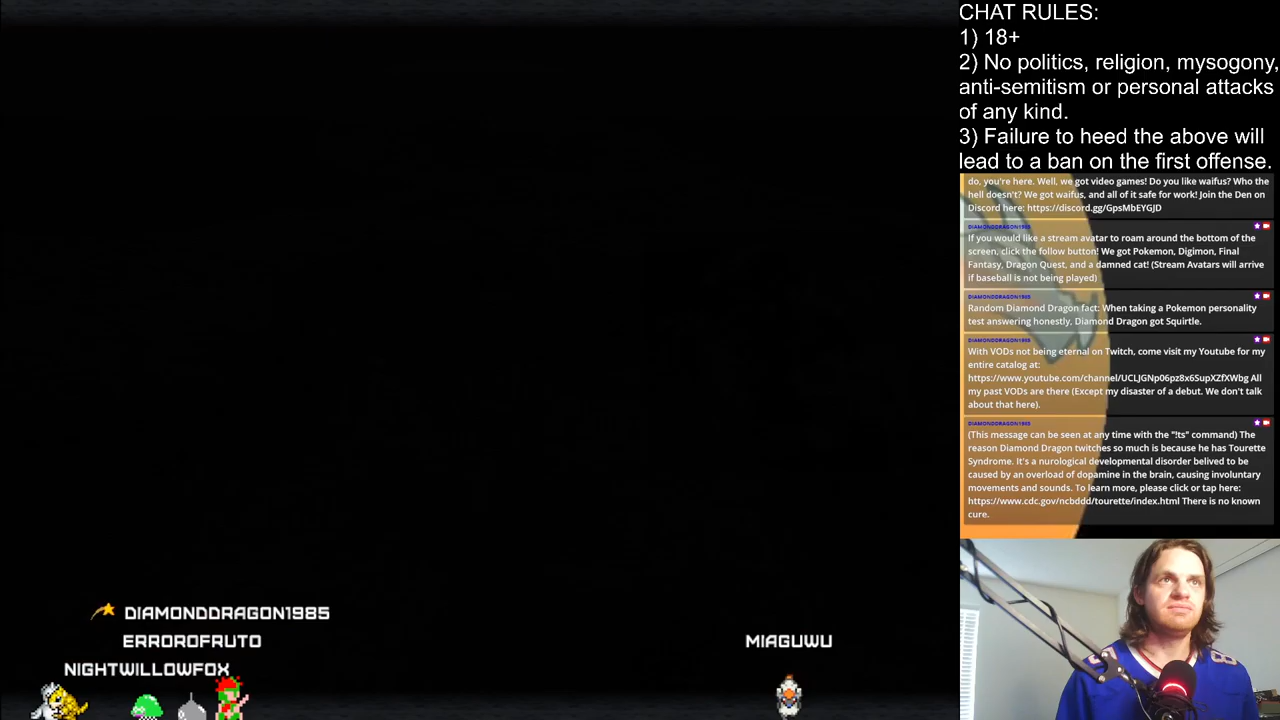 CHAT RULES:
1) 18+
2) No politics, religion, mysogony,
anti-semitism or personal attacks
of any kind.
3) Failure to heed the above will
lead to a ban on the first offense.
do, you're here. Well, we got video games! Do you like waifus? Who the
hell doesn't? We got waifus, and all of it safe for work! Join the Den on
Discord here: https://discord.gg/GpsMbEYGJD
DIAMONDDRAGON1985
If you would like a stream avatar to roam around the bottom of the
screen, click the follow button! We got Pokemon, Digimon, Final
Fantasy, Dragon Quest, and a damned cat! (Stream Avatars will arrive
if baseball is not being played)
DIAMONDDRAGON1985
Random Diamond Dragon fact: When taking a Pokemon personality
test answering honestly, Diamond Dragon got Squirtle.
DIAMONDDRAGON1985
With VODs not being eternal on Twitch, come visit my Youtube for my
entire catalog at:
https://www.youtube.com/channel/UCLJGNp06pz8x6SupXZfXWbg All
my past VODs are there (Except my disaster of a debut. We don't talk
about that here).
DIAMONDDRAGON1985
(This message can be seen at any time with the "!ts" command) The
reason Diamond Dragon twitches so much is because he has Tourette
Syndrome. It's a nurological developmental disorder belived to be
caused by an overload of dopamine in the brain, causing involuntary
movements and sounds. To learn more, please click or tap here:
https://www.cdc.gov/ncbddd/tourette/index.html There is no known
cure.
DIAMONDDRAGON1985
ERROROFRUTO
NIGHTWILLOWFOX
MIAGUWU